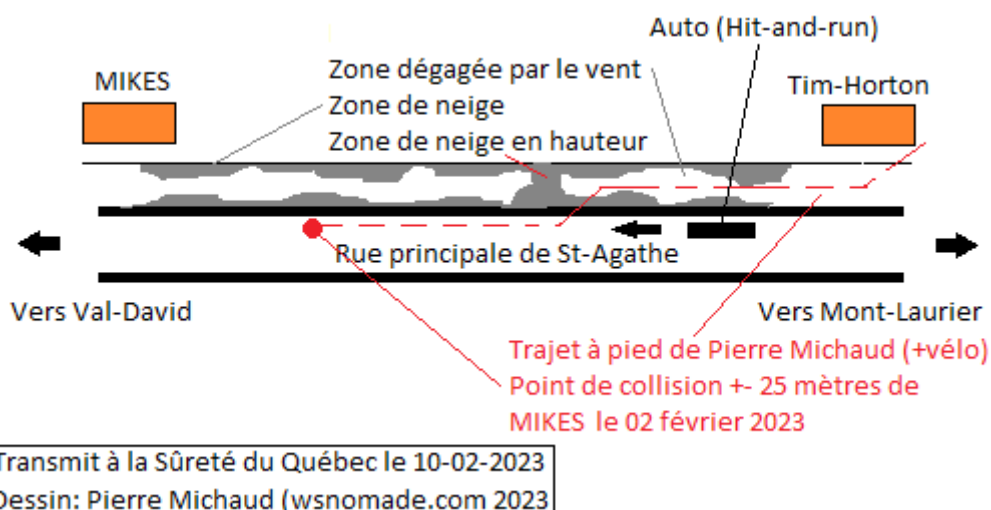 Auto (Hit-and-run)
MIKES
Zone dégagée par le vent
Tim-Horton
Zone de neige
Zone de neige en hauteur
Rue principale de St-Agathe
Vers Val-David
Vers Mont-Laurier
Trajet à pied de Pierre Michaud (+vélo)
Point de collision +- 25 mètres de
MIKES le 02 février 2023
Transmit à la Sûreté du Québec le 10-02-2023
Dessin: Pierre Michaud (wsnomade.com 2023